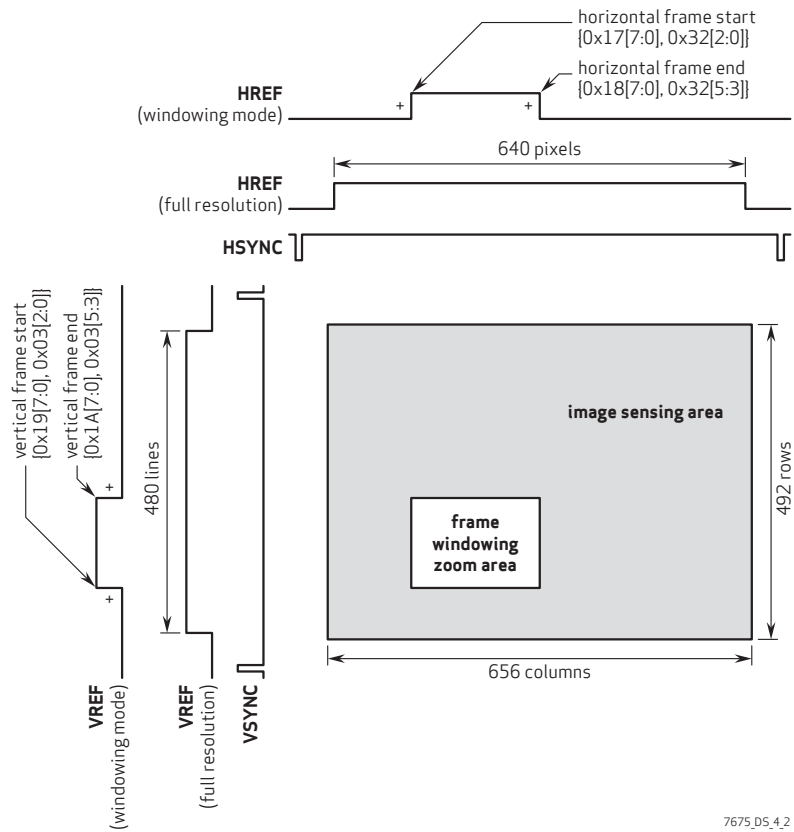 horizontal frame start
{0x17[7:0], 0x32[2:0]}
horizontal frame end
{0x18[7:0], 0x32[5:3]}
HREF
(windowing mode)
+
+
640 pixels
HREF
(full resolution)
HSYNC
vertical frame start
{0x19[7:0], 0x03[2:0]}
vertical frame end
{0x1A[7:0], 0x03[5:3]}
+
+
480 lines
image sensing area
frame
windowing
zoom area
492 rows
656 columns
VREF
(windowing mode)
VREF
(full resolution)
VSYNC
7675_DS_4_2